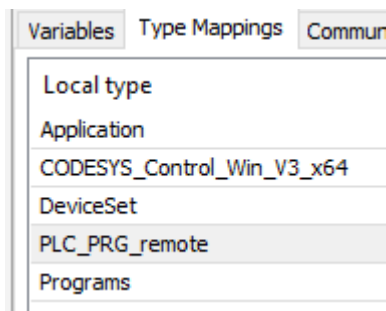 Variables Type Mappings Commun
Local type
Application
CODESYS_Control_Win_V3_x64
DeviceSet
PLC_PRG_remote
Programs